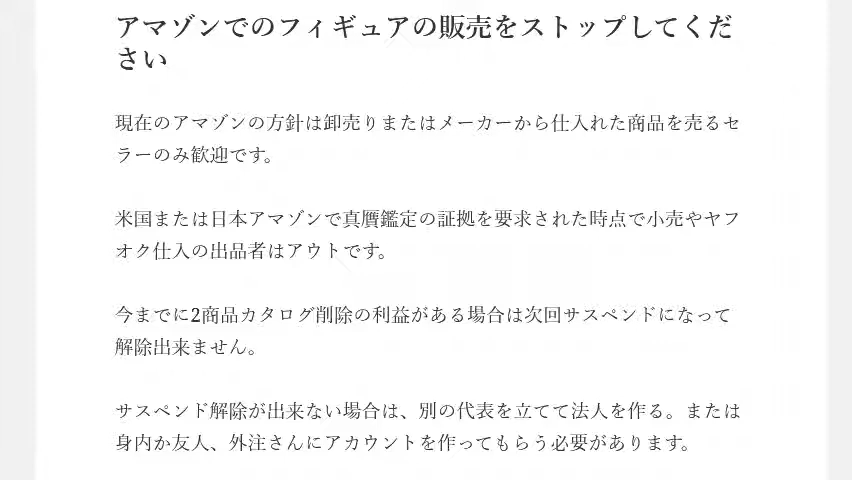 アマゾンでのフィギュアの販売をストップしてくだ
さい
現在のアマゾンの方針は卸売りまたはメーカーから仕入れた商品を売るセ
ラーのみ歓迎です。
米国または日本アマゾンで真贋鑑定の証拠を要求された時点で小売やヤフ
オク仕入の出品者はアウトです。
今までに2商品カタログ削除の利益がある場合は次回サスペンドになって
解除出来ません。
サスペンド解除が出来ない場合は、別の代表を立てて法人を作る。または
身内か友人、外注さんにアカウントを作ってもらう必要があります。